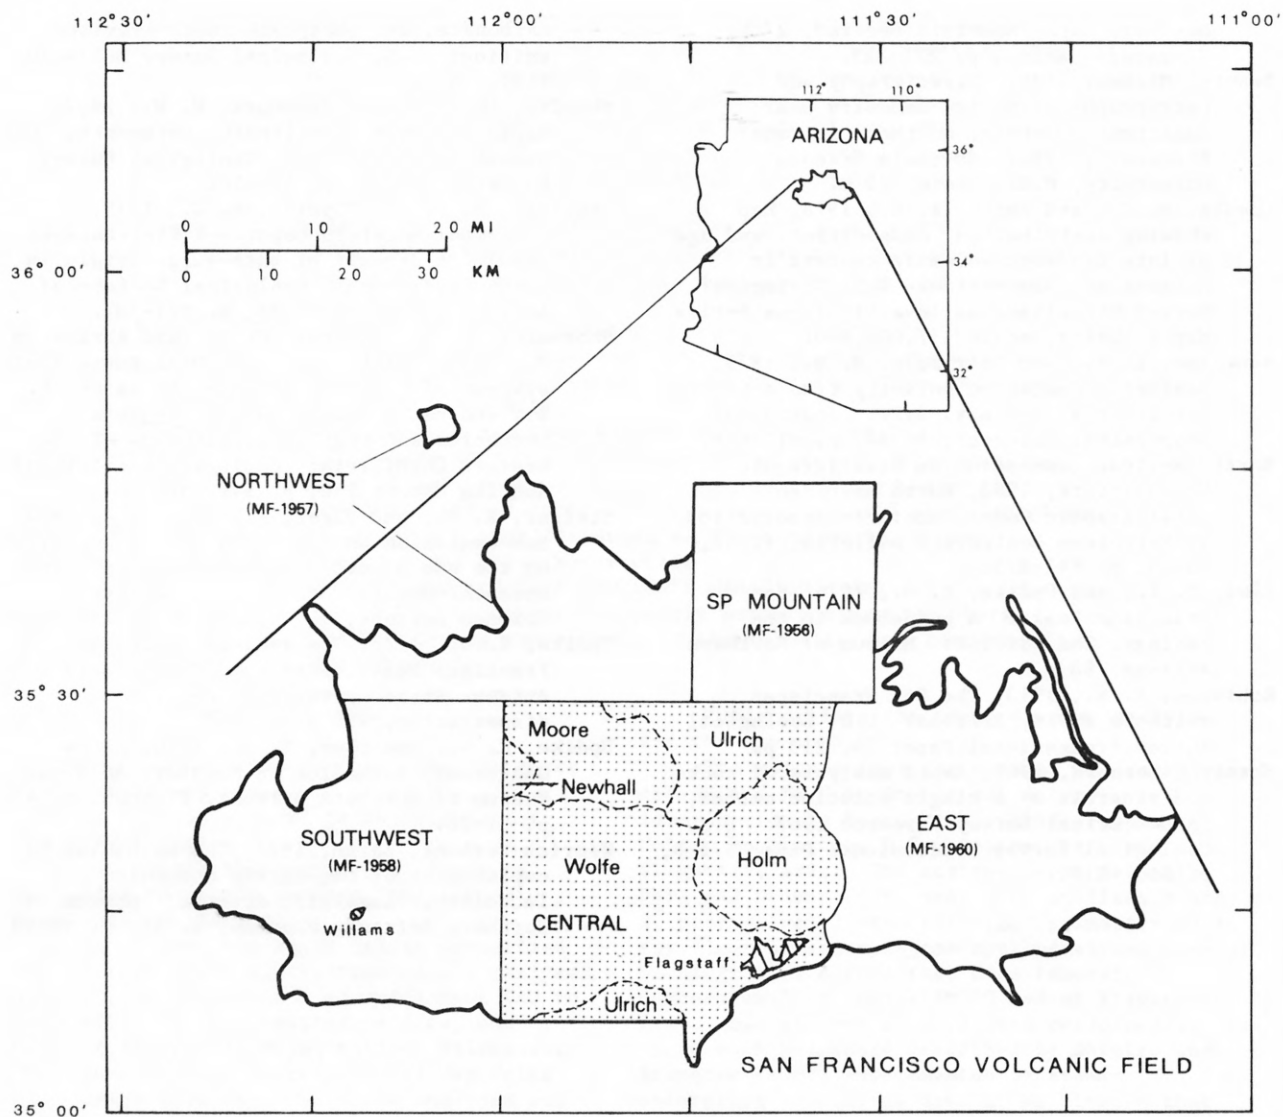 112°30′
112°00′
111°30′
111°00′
112° 110°
ARIZONA
36°
0 10 20 MI
34°
36° 00′
0 10 20 30 KM
32°
NORTHWEST
(MF-1957)
SP MOUNTAIN
(MF-1956)
35° 30′
Moore
Ulrich
Newhall
SOUTHWEST
(MF-1958)
EAST
(MF-1960)
Wolfe
Holm
CENTRAL
Willams
Flagstaff
Ulrich
SAN FRANCISCO VOLCANIC FIELD
35° 00′